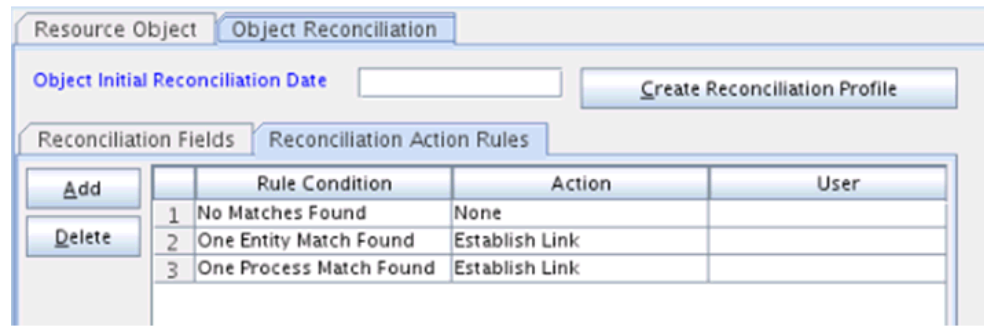 Resource Object Object Reconciliation
Object Initial Reconciliation Date Create Reconciliation Profile
Reconciliation Fields Reconciliation Action Rules
Add Rule Condition Action User
1 No Matches Found None
Delete 2 One Entity Match Found Establish Link
3 One Process Match Found Establish Link